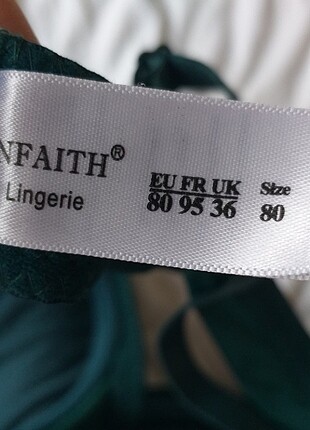 NFAITH®
Lingerie
EU FR UK Size
80 95 36 80